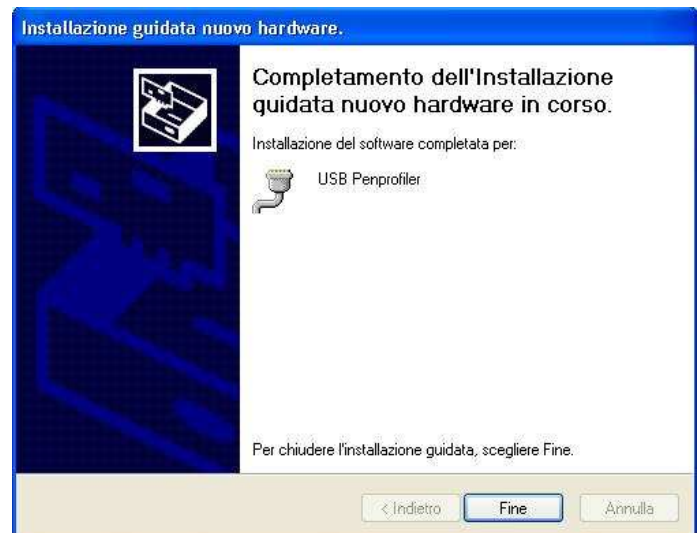 Installazione guidata nuovo hardware.
Completamento dell'Installazione
guidata nuovo hardware in corso.
Installazione del software completata per:
USB Penprofiler
Per chiudere l'installazione guidata, scegliere Fine.
< Indietro
Fine
Annulla